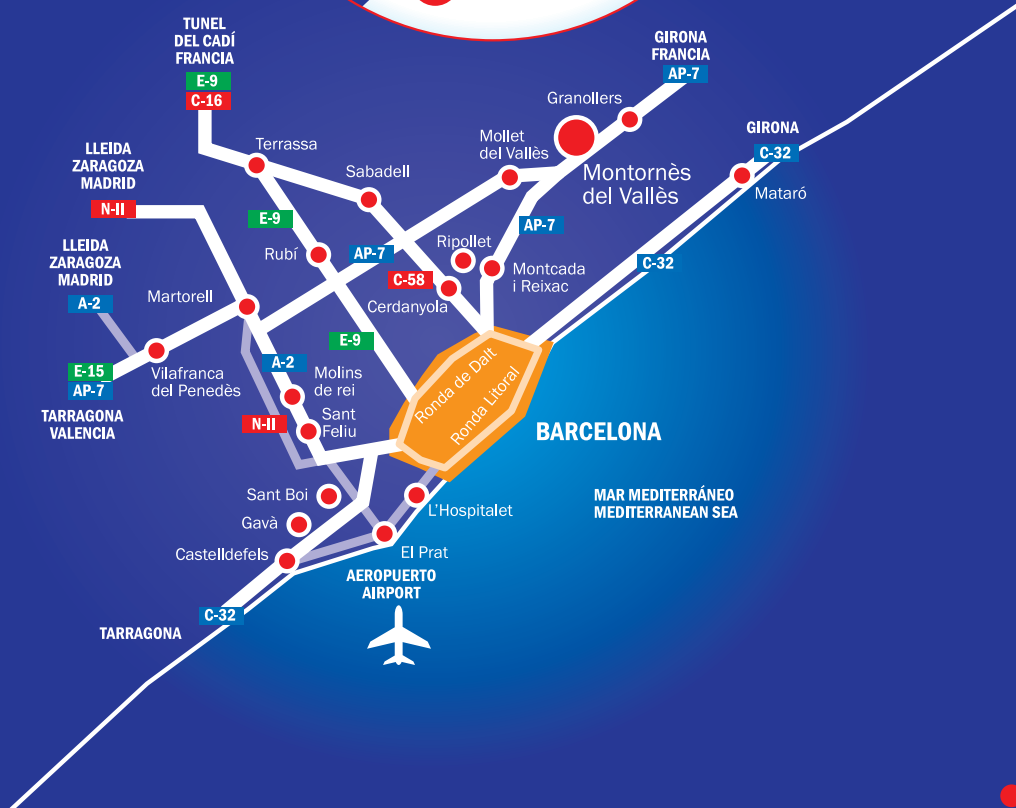 TUNEL
DEL CADÍ
FRANCIA
E-9
C-16
GIRONA
FRANCIA
AP-7
Granollers
GIRONA
C-32
Mataró
LLEIDA
ZARAGOZA
MADRID
N-II
Terrassa
Mollet
del Vallès
Sabadell
Montornès
del Vallès
E-9
AP-7
LLEIDA
ZARAGOZA
MADRID
A-2
Rubí
AP-7
Ripollet
C-58
Montcada
i Reixac
C-32
Martorell
Cerdanyola
E-9
E-15
AP-7
TARRAGONA
VALENCIA
Vilafranca
del Penedès
A-2
Molins
de rei
N-II
Sant
Feliu
Ronda de Dalt
Ronda Litoral
BARCELONA
Sant Boi
Gavà
L'Hospitalet
MAR MEDITERRÁNEO
MEDITERRANEAN SEA
Castelldefels
El Prat
AEROPUERTO
AIRPORT
C-32
TARRAGONA